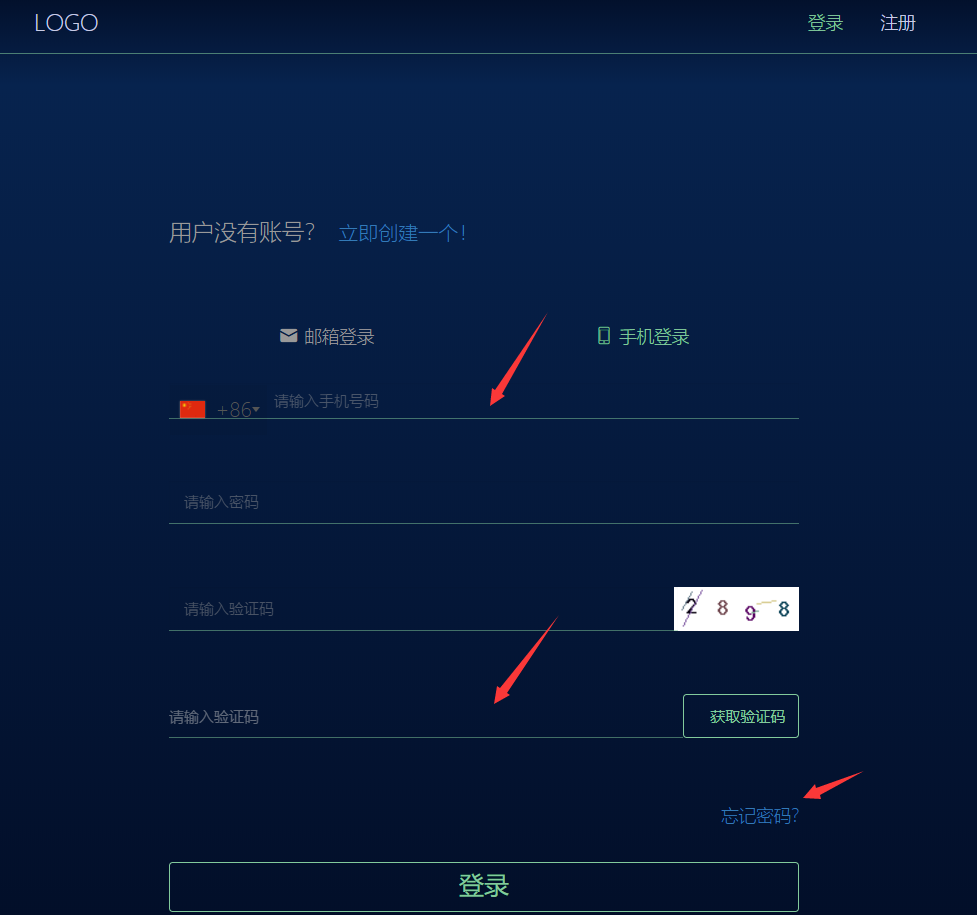 LOGO 登录 注册
用户没有账号? 立即创建一个!
邮箱登录 手机登录
+86 请输入手机号码
请输入密码
请输入验证码 2 8 9 8
请输入验证码 获取验证码
忘记密码?
登录